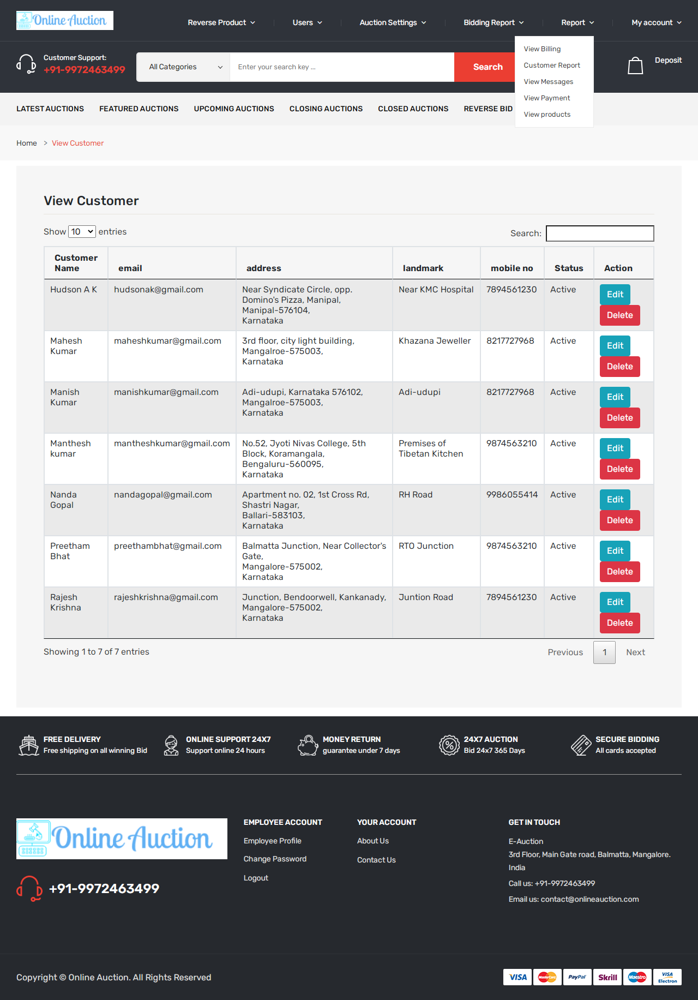 Online Auction
Reverse Product
Users
Auction Settings
Bidding Report
Report
My account
Customer Support:
+91-9972463499
All Categories
Enter your search key ...
Search
View Billing
Customer Report
View Messages
View Payment
View products
Deposit
LATEST AUCTIONS
FEATURED AUCTIONS
UPCOMING AUCTIONS
CLOSING AUCTIONS
CLOSED AUCTIONS
REVERSE BID
Home > View Customer
View Customer
Show 10 entries
Search:
Customer Name email address landmark mobile no Status Action
Hudson A K hudsonak@gmail.com Near Syndicate Circle, opp.
Domino's Pizza, Manipal,
Manipal-576104,
Karnataka
Near KMC Hospital 7894561230 Active Edit
Delete
Mahesh
Kumar
maheshkumar@gmail.com 3rd floor, city light building,
Mangalroe-575003,
Karnataka
Khazana Jeweller 8217727968 Active Edit
Delete
Manish
Kumar
manishkumar@gmail.com Adi-udupi, Karnataka 576102,
Mangalroe-575003,
Karnataka
Adi-udupi 8217727968 Active Edit
Delete
Manthesh
kumar
mantheshkumar@gmail.com No.52, Jyoti Nivas College, 5th
Block, Koramangala,
Bengaluru-560095,
Karnataka
Premises of
Tibetan Kitchen
9874563210 Active Edit
Delete
Nanda
Gopal
nandagopal@gmail.com Apartment no. 02, 1st Cross Rd,
Shastri Nagar,
Ballari-583103,
Karnataka
RH Road 9986055414 Active Edit
Delete
Preetham
Bhat
preethambhat@gmail.com Balmatta Junction, Near Collector's
Gate,
Mangalore-575002,
Karnataka
RTO Junction 9874563210 Active Edit
Delete
Rajesh
Krishna
rajeshkrishna@gmail.com Junction, Bendoorwell, Kankanady,
Mangalore-575002,
Karnataka
Juntion Road 7894561230 Active Edit
Delete
Showing 1 to 7 of 7 entries
Previous 1 Next
FREE DELIVERY
Free shipping on all winning Bid
ONLINE SUPPORT 24X7
Support online 24 hours
MONEY RETURN
guarantee under 7 days
24X7 AUCTION
Bid 24x7 365 Days
SECURE BIDDING
All cards accepted
Online Auction
+91-9972463499
EMPLOYEE ACCOUNT
Employee Profile
Change Password
Logout
YOUR ACCOUNT
About Us
Contact Us
GET IN TOUCH
E-Auction
3rd Floor, Main Gate road, Balmatta, Mangalore.
India
Call us: +91-9972463499
Email us: contact@onlineauction.com
Copyright © Online Auction. All Rights Reserved
VISA
MasterCard
PayPal
Skrill
Maestro
VISA
Electron